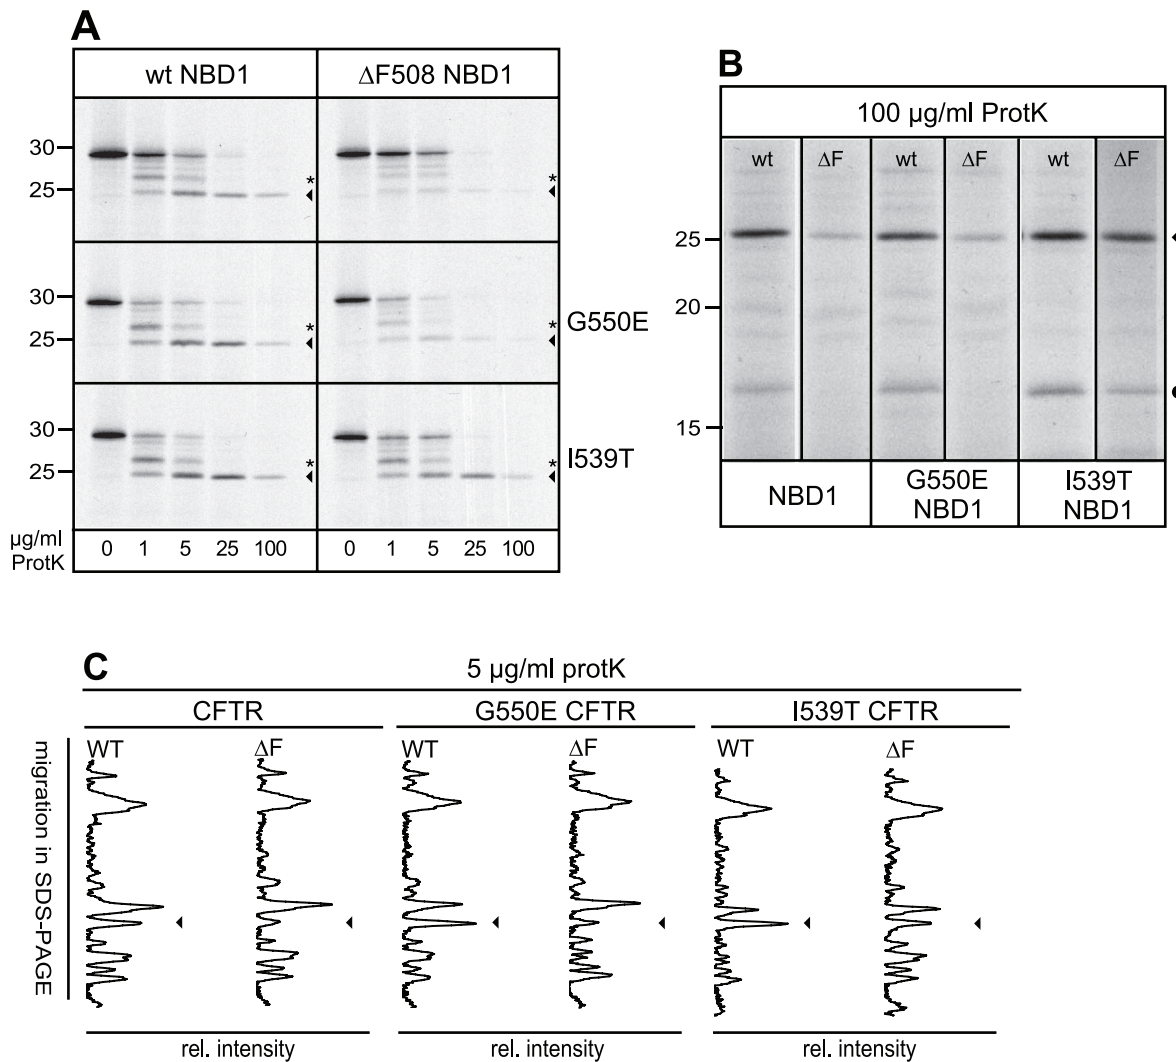 A
wt NBD1
ΔF508 NBD1
30
25
*
*
30
25
*
*
G550E
30
25
*
*
I539T
µg/ml
ProtK
0 1 5 25 100
0 1 5 25 100
B
100 µg/ml ProtK
wt ΔF wt ΔF wt ΔF
25
20
15
NBD1
G550E
NBD1
I539T
NBD1
C
5 µg/ml protK
CFTR
G550E CFTR
I539T CFTR
WT ΔF WT ΔF WT ΔF
migration in SDS-PAGE
rel. intensity
rel. intensity
rel. intensity